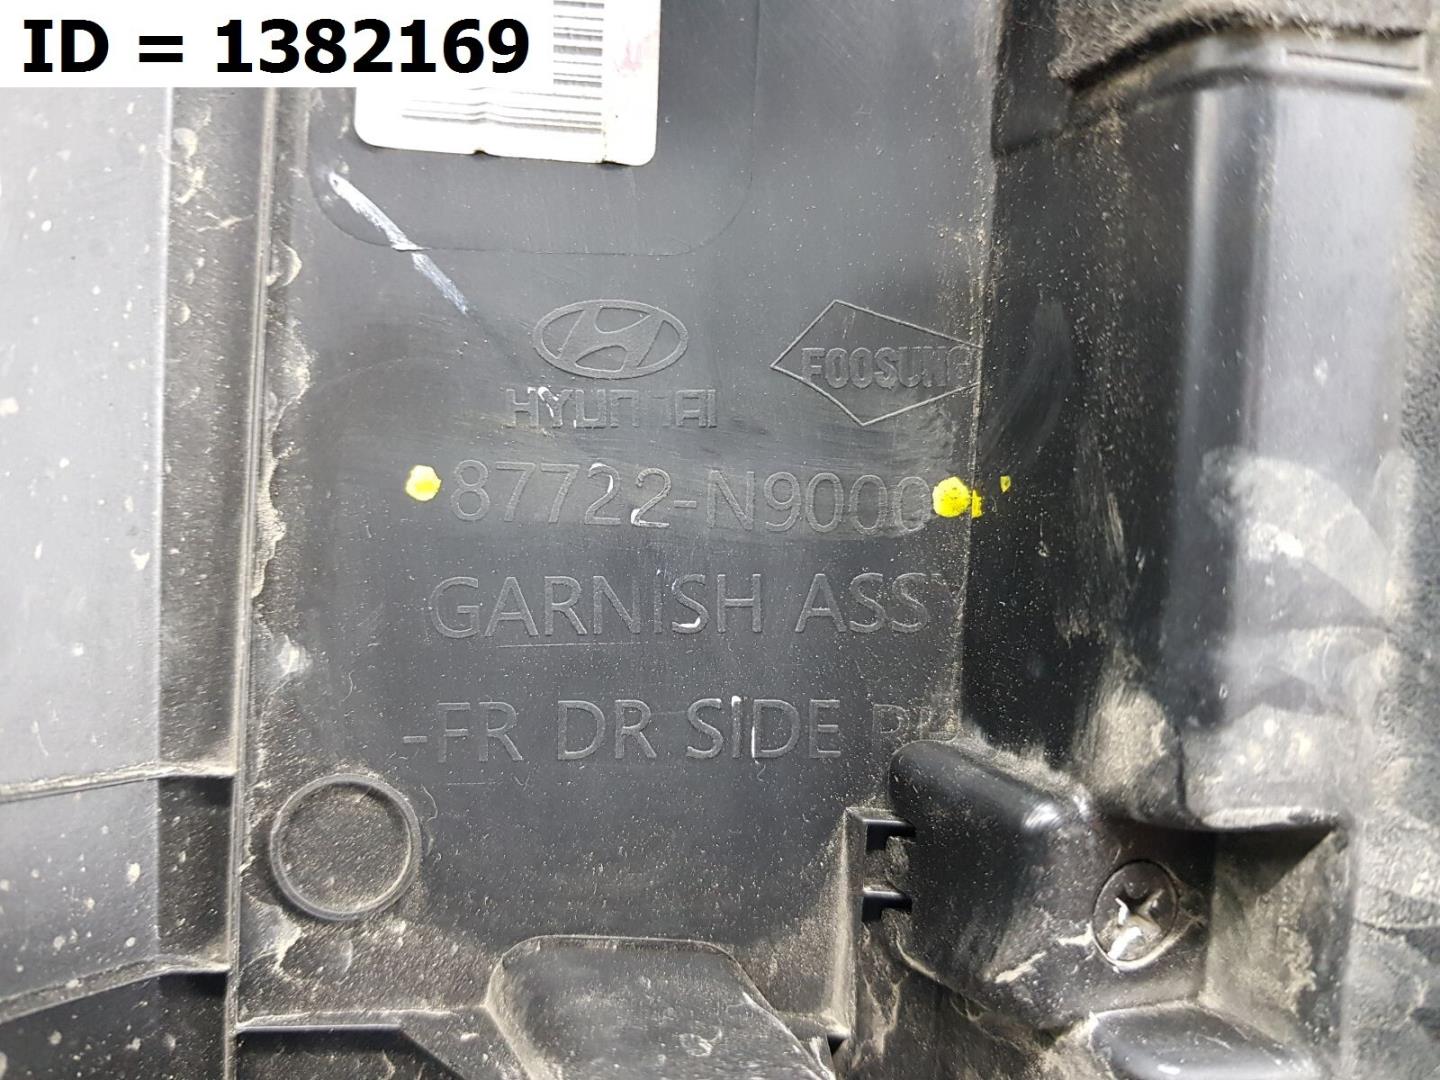 ID = 1382169
FOOSUNG
HYUNDAI
87722-N9000
GARNISH ASSY
-FR DR SIDE